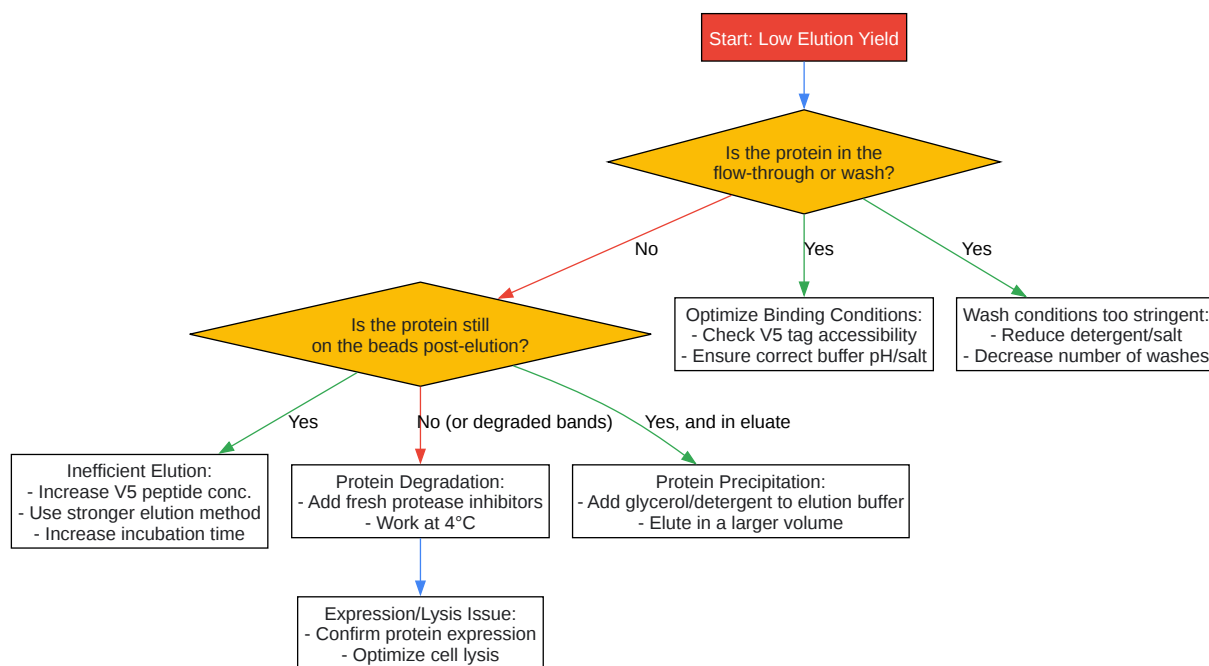 Start: Low Elution Yield
Is the protein in the
flow-through or wash?
No
Yes
Yes
Is the protein still
on the beads post-elution?
Optimize Binding Conditions:
- Check V5 tag accessibility
- Ensure correct buffer pH/salt
Wash conditions too stringent:
- Reduce detergent/salt
- Decrease number of washes
Yes
No (or degraded bands)
Yes, and in eluate
Inefficient Elution:
- Increase V5 peptide conc.
- Use stronger elution method
- Increase incubation time
Protein Degradation:
- Add fresh protease inhibitors
- Work at 4°C
Protein Precipitation:
- Add glycerol/detergent to elution buffer
- Elute in a larger volume
Expression/Lysis Issue:
- Confirm protein expression
- Optimize cell lysis